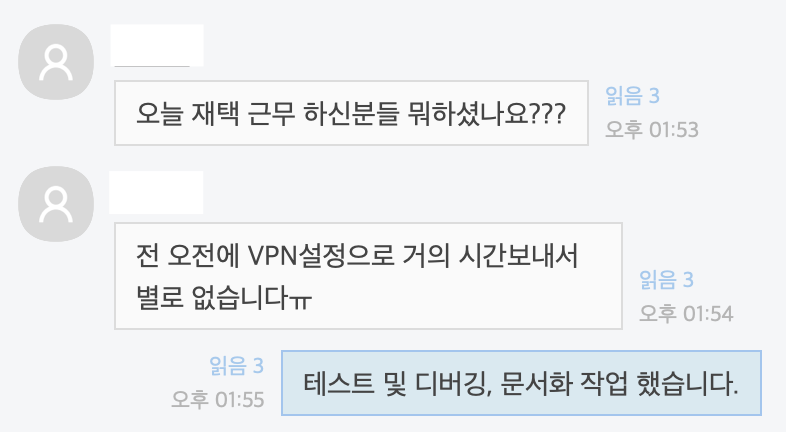 오늘 재택 근무 하신분들 뭐하셨나요???
읽음 3
오후 01:53
전 오전에 VPN설정으로 거의 시간보내서
별로 없습니다ㅠ
읽음 3
오후 01:54
읽음 3
오후 01:55
테스트 및 디버깅, 문서화 작업 했습니다.